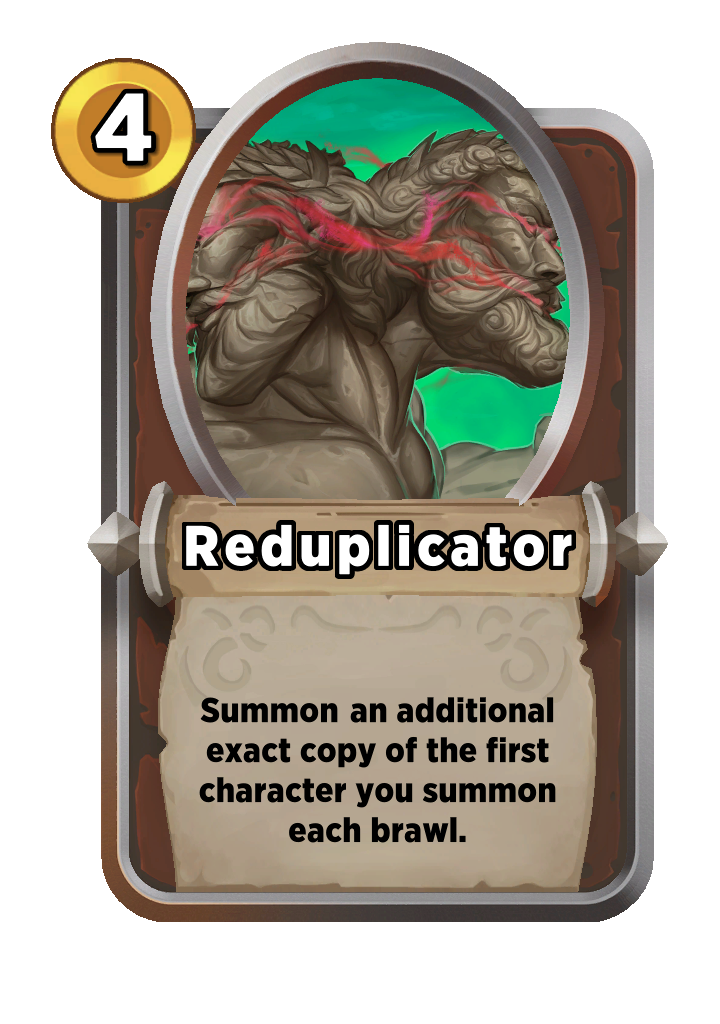 4
Reduplicator
Summon an additional
exact copy of the first
character you summon
each brawl.